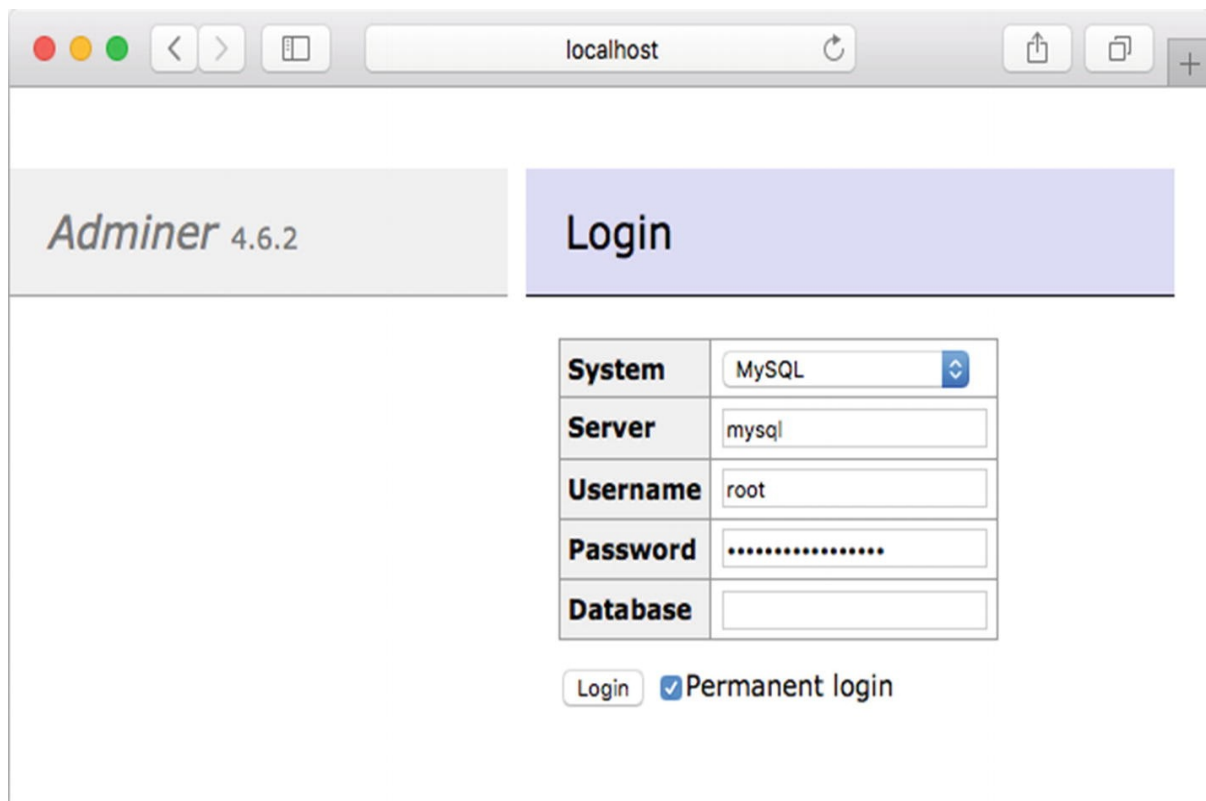 localhost
Adminer 4.6.2
Login
System MySQL
Server mysql
Username root
Password •••••••••••••••••
Database
Login Permanent login